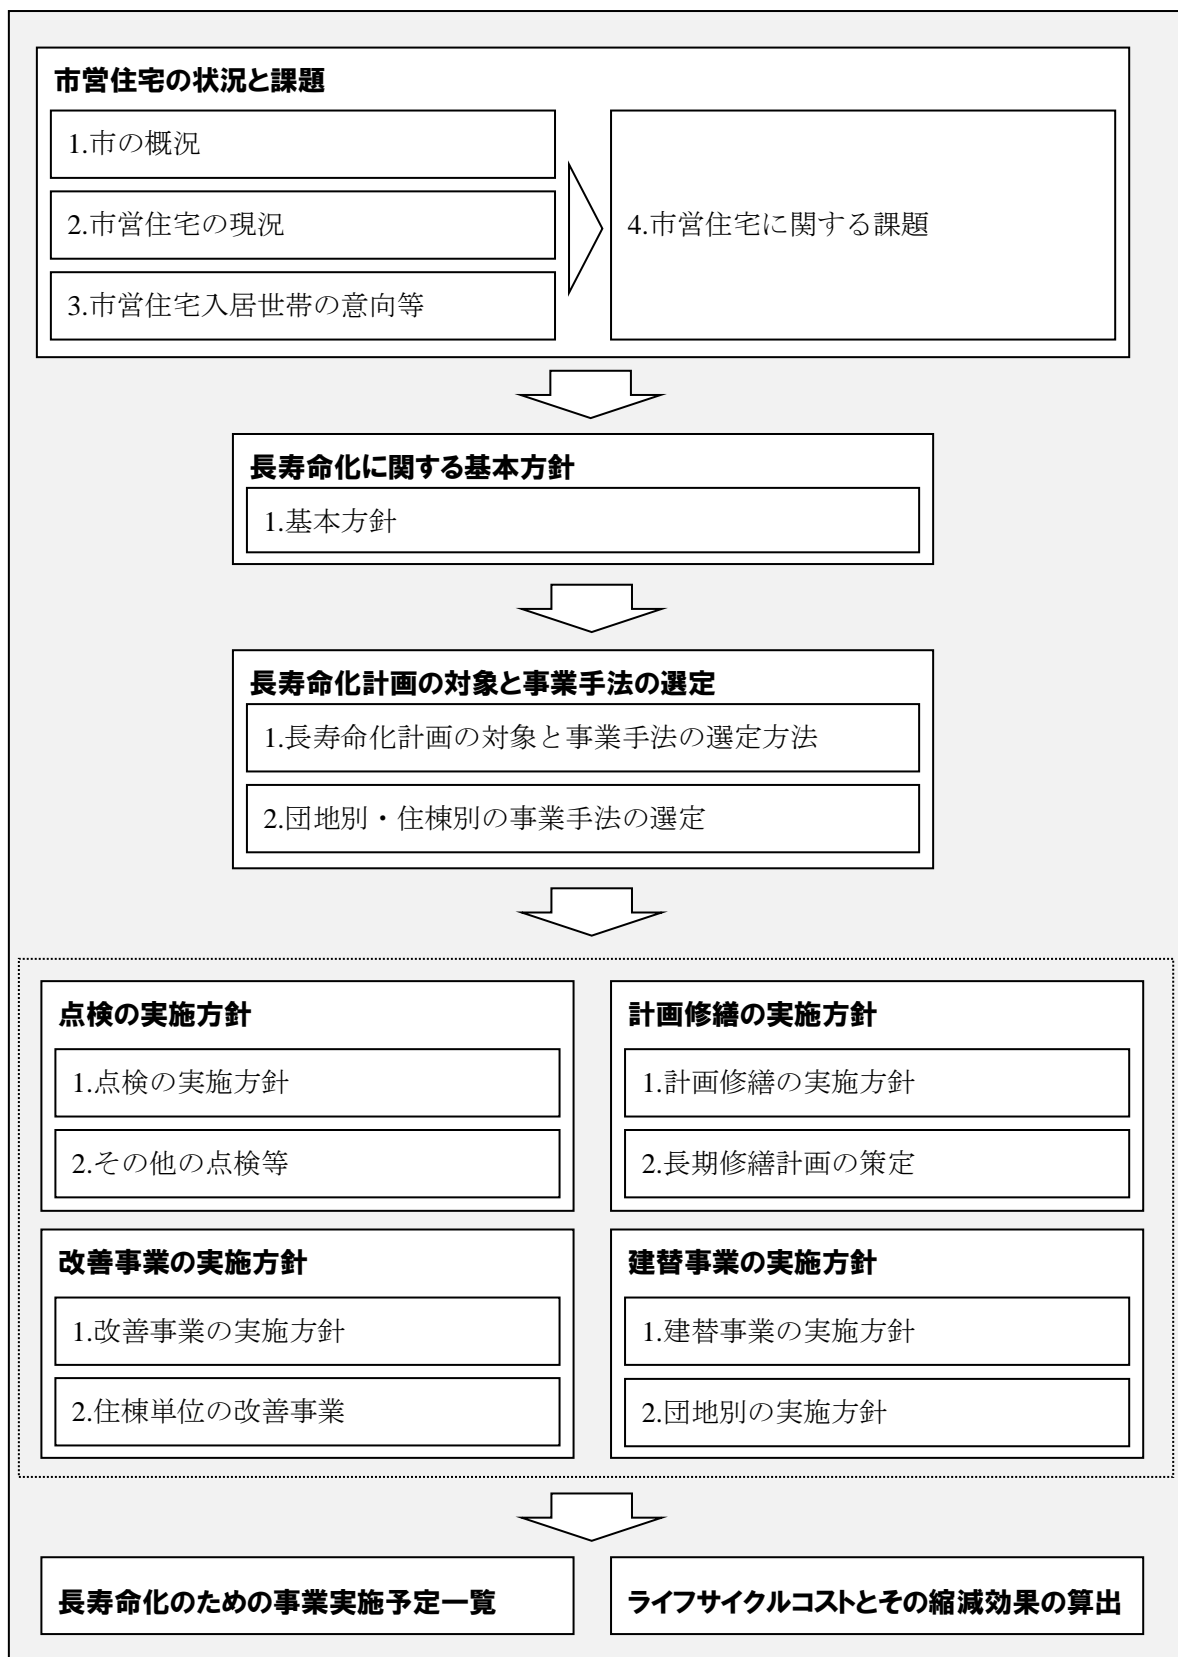 市営住宅の状況と課題
1.市の概況
2.市営住宅の現況
3.市営住宅入居世帯の意向等
4.市営住宅に関する課題
長寿命化に関する基本方針
1.基本方針
長寿命化計画の対象と事業手法の選定
1.長寿命化計画の対象と事業手法の選定方法
2.団地別・住棟別の事業手法の選定
点検の実施方針
1.点検の実施方針
2.その他の点検等
計画修繕の実施方針
1.計画修繕の実施方針
2.長期修繕計画の策定
改善事業の実施方針
1.改善事業の実施方針
2.住棟単位の改善事業
建替事業の実施方針
1.建替事業の実施方針
2.団地別の実施方針
長寿命化のための事業実施予定一覧
ライフサイクルコストとその縮減効果の算出